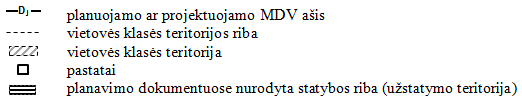 D₁ planuojamo ar projektuojamo MDV ašis
vietovės klasės teritorijos riba
vietovės klasės teritorija
pastatai
planavimo dokumentuose nurodyta statybos riba (užstatymo teritorija)